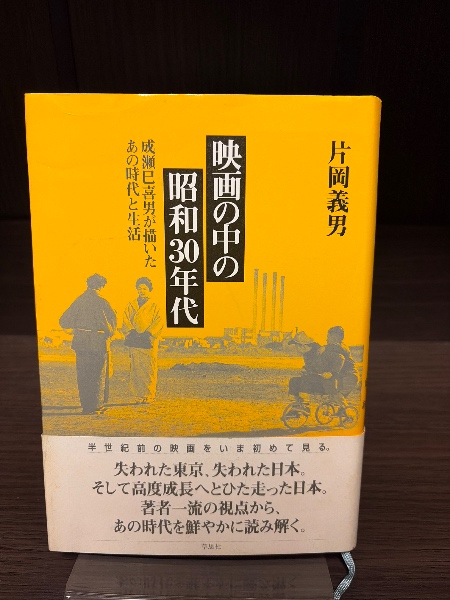 片岡義男
映画の中の
昭和30年代
成瀬巳喜男が描いた
あの時代と生活
半世紀前の映画をいま初めて見る。
失われた東京、失われた日本。
そして高度成長へとひた走った日本。
著者一流の視点から、
あの時代を鮮やかに読み解く。
草思社